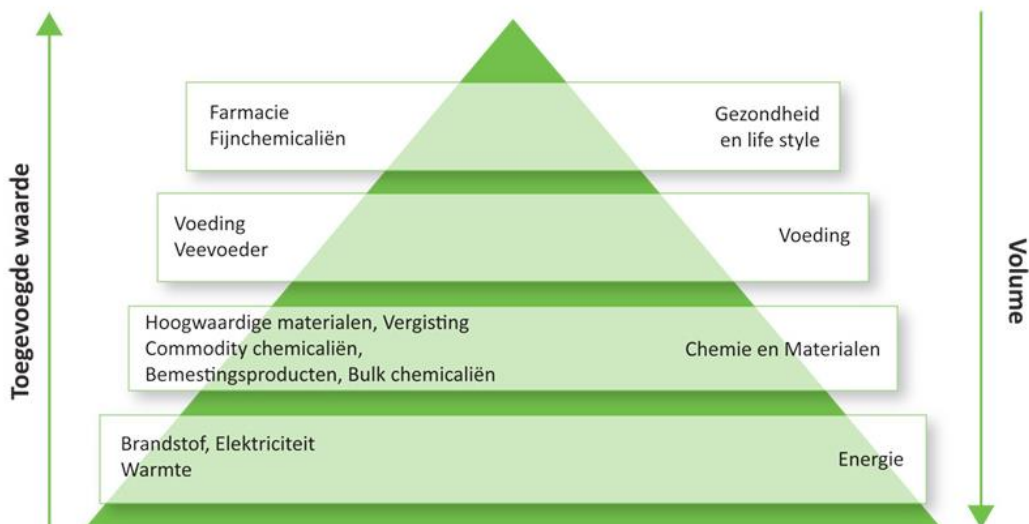 Toegevoegde waarde
Farmacie
Fijnchemicaliën
Gezondheid
en life style
Voeding
Veevoeder
Voeding
Hoogwaardige materialen, Vergisting
Commodity chemicaliën,
Bemestingsproducten, Bulk chemicaliën
Chemie en Materialen
Brandstof, Elektriciteit
Warmte
Energie
Volume